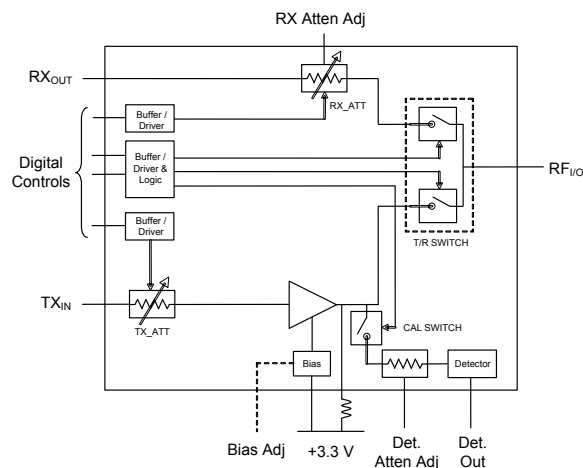 RX Atten Adj
RXOUT
RX_ATT
Buffer /
Driver
Digital
Controls
Buffer /
Driver &
Logic
RFI/O
Buffer /
Driver
T/R SWITCH
TXIN
TX_ATT
CAL SWITCH
Bias
Detector
Bias Adj
+3.3 V
Det.
Atten Adj
Det.
Out